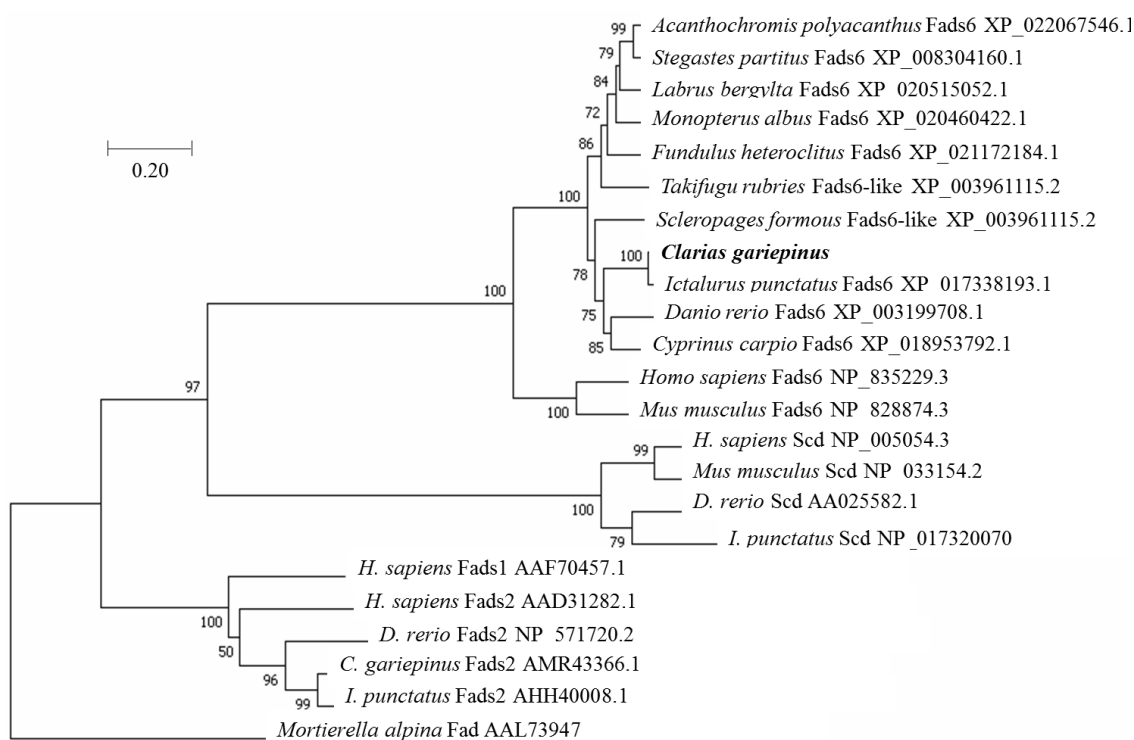 99
Acanthochromis polyacanthus Fads6 XP_022067546.1
79
Stegastes partitus Fads6 XP_008304160.1
84
Labrus bergylta Fads6 XP_020515052.1
72
Monopterus albus Fads6 XP_020460422.1
86
Fundulus heteroclitus Fads6 XP_021172184.1
0.20
100
Takifugu rubries Fads6-like XP_003961115.2
Scleropages formous Fads6-like XP_003961115.2
100
Clarias gariepinus
78
Ictalurus punctatus Fads6 XP_017338193.1
100
75
Danio rerio Fads6 XP_003199708.1
85
Cyprinus carpio Fads6 XP_018953792.1
97
Homo sapiens Fads6 NP_835229.3
100
Mus musculus Fads6 NP_828874.3
99
H. sapiens Scd NP_005054.3
Mus musculus Scd NP_033154.2
100
D. rerio Scd AA025582.1
79
I. punctatus Scd NP_017320070
H. sapiens Fads1 AAF70457.1
100
H. sapiens Fads2 AAD31282.1
50
D. rerio Fads2 NP_571720.2
96
C. gariepinus Fads2 AMR43366.1
99
I. punctatus Fads2 AHH40008.1
Mortierella alpina Fad AAL73947